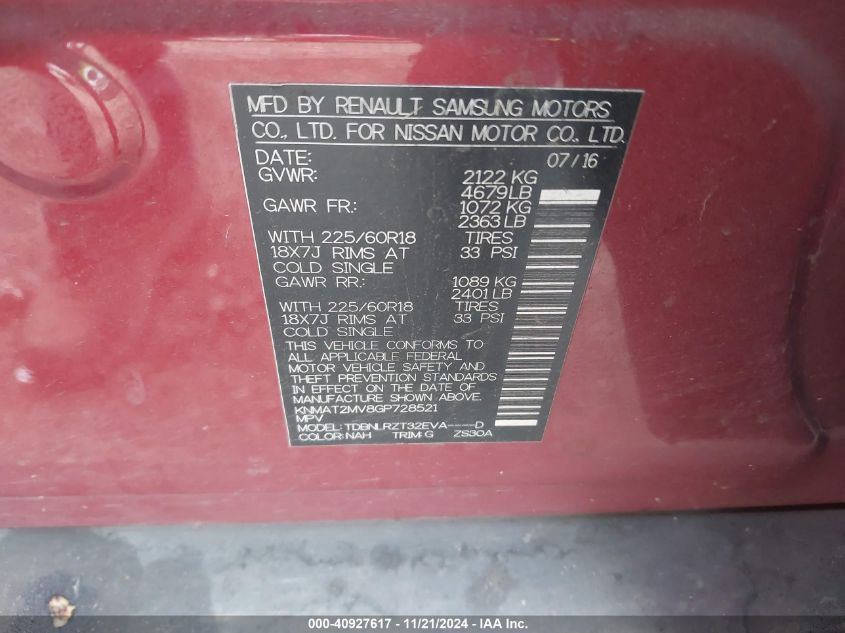 MFD BY RENAULT SAMSUNG MOTORS
CO., LTD. FOR NISSAN MOTOR CO., LTD.
DATE: 07/16
GVWR: 2122 KG
4679LB
GAWR FR: 1072 KG
2363 LB
WITH 225/60R18 TIRES
18X7J RIMS AT 33 PSI
COLD SINGLE
GAWR RR: 1089 KG
2401LB
WITH 225/60R18 TIRES
18X7J RIMS AT 33 PSI
COLD SINGLE
THIS VEHICLE CONFORMS TO
ALL APPLICABLE FEDERAL
MOTOR VEHICLE SAFETY AND
THEFT PREVENTION STANDARDS
IN EFFECT ON THE DATE OF
MANUFACTURE SHOWN ABOVE.
KNMAT2MV8GP728521
MPV
MODEL: TDBNLRZT32EVA-----D
COLOR:NAH TRIM:G ZS30A
000-40927617 - 11/21/2024 - IAA Inc.